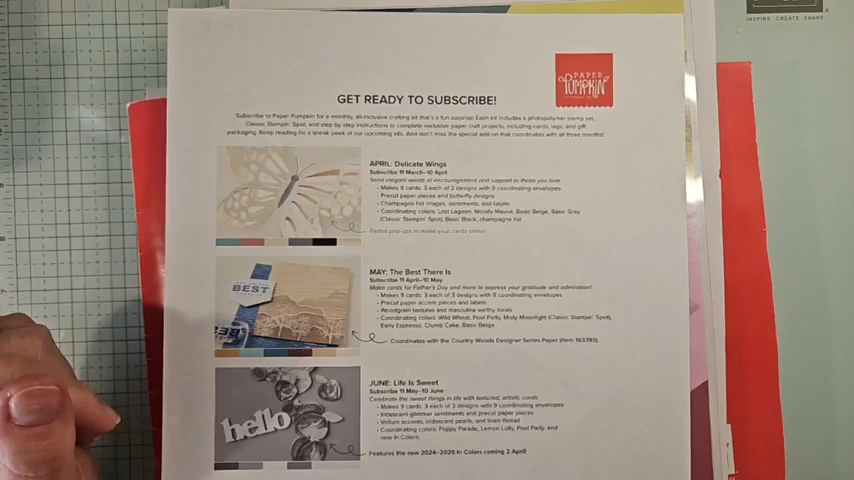 INSPIRE · CREATE · SHARE
PAPER
PUMPKIN
GET READY TO SUBSCRIBE!
Subscribe to Paper Pumpkin for a monthly, all-inclusive crafting kit that's a fun surprise! Each kit includes a photopolymer stamp set,
Classic Stampin' Spot, and step by step instructions to complete exclusive paper craft projects, including cards, tags, and gift
packaging. Keep reading for a sneak peek of our upcoming kits. And don't miss the special add-on that coordinates with all three months!
APRIL: Delicate Wings
Subscribe 11 March–10 April
Send elegant words of encouragement and support to those you love.
• Makes 9 cards: 3 each of 3 designs with 9 coordinating envelopes
• Precut paper pieces and butterfly designs
• Champagne foil images, sentiments, and labels
• Coordinating colors: Lost Lagoon, Moody Mauve, Basic Beige, Basic Gray
(Classic Stampin' Spot), Basic Black, champagne foil
Partial pop ups to make your cards stand!
MAY: The Best There Is
Subscribe 11 April–10 May
Make cards for Father's Day and more to express your gratitude and admiration!
• Makes 9 cards: 3 each of 3 designs with 9 coordinating envelopes
• Precut paper accent pieces and labels
• Woodgrain textures and masculine earthy tones
• Coordinating colors: Wild Wheat, Pool Party, Misty Moonlight (Classic Stampin' Spot),
Early Espresso, Crumb Cake, Basic Beige
BEST
Coordinates with the Country Woods Designer Series Paper (Item 163393).
JUNE: Life Is Sweet
Subscribe 11 May–10 June
Celebrate the sweet things in life with textured, artistic cards.
• Makes 9 cards: 3 each of 3 designs with 9 coordinating envelopes
• Iridescent glimmer sentiments and precut paper pieces
• Vellum accents, iridescent pearls, and linen thread
• Coordinating colors: Poppy Parade, Lemon Lolly, Pool Party, and
new In Colors
hello
Features the new 2024–2026 In Colors coming 2 April!